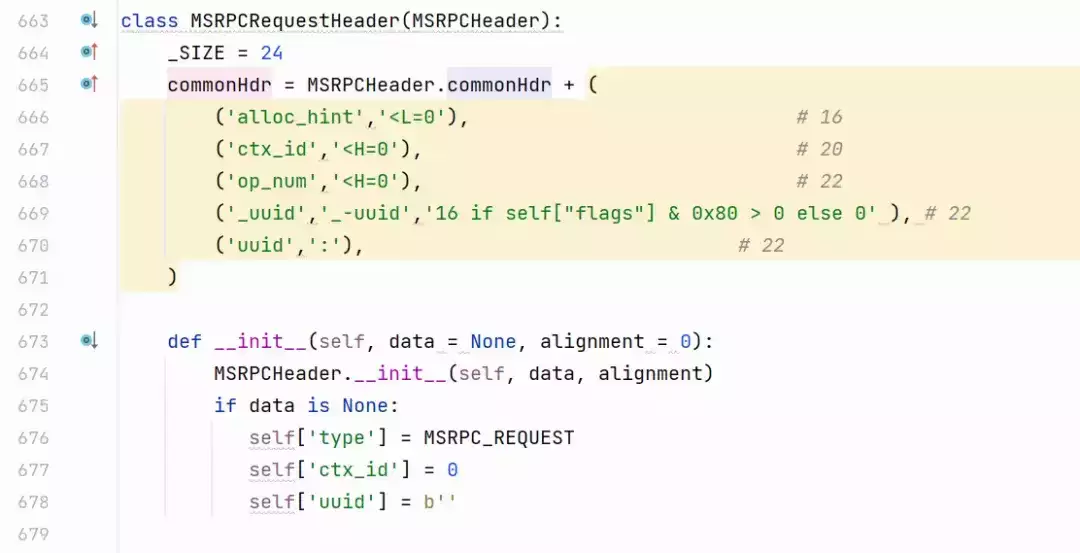 663 class MSRPCRequestHeader(MSRPCHeader):
664     _SIZE = 24
665     commonHdr = MSRPCHeader.commonHdr + (
666         ('alloc_hint','<L=0'),                            # 16
667         ('ctx_id','<H=0'),                                # 20
668         ('op_num','<H=0'),                                # 22
669         ('_uuid','_-uuid','16 if self["flags"] & 0x80 > 0 else 0' ), # 22
670         ('uuid',':'),                                # 22
671     )
672
673     def __init__(self, data = None, alignment = 0):
674         MSRPCHeader.__init__(self, data, alignment)
675         if data is None:
676            self['type'] = MSRPC_REQUEST
677            self['ctx_id'] = 0
678            self['uuid'] = b''
679